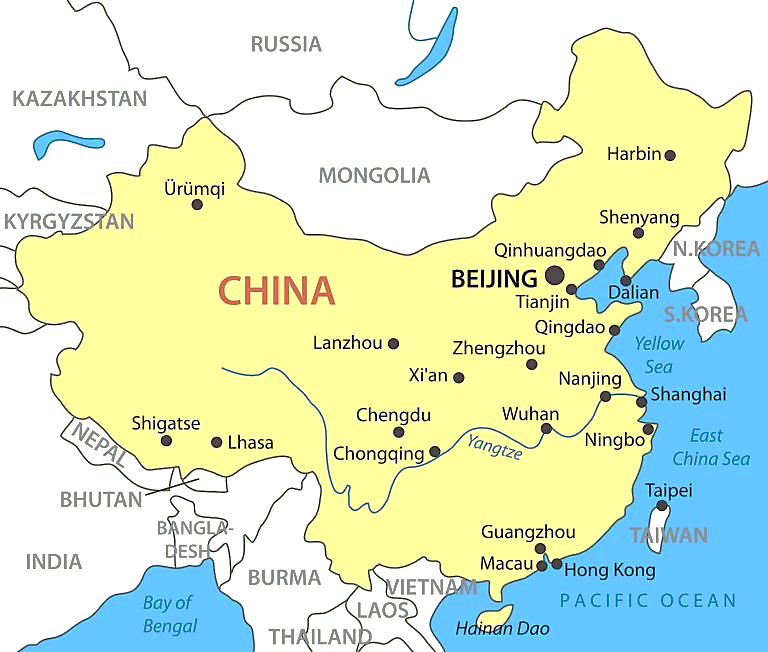 RUSSIA
KAZAKHSTAN
Harbin
MONGOLIA
Ürümqi
Shenyang
KYRGYZSTAN
Qinhuangdao
N.KOREA
BEIJING
CHINA
Dalian
Tianjin
S.KOREA
Qingdao
Lanzhou
Yellow
Sea
Zhengzhou
Xi'an
Nanjing
Shanghai
Chengdu
Wuhan
Shigatse
Lhasa
NEPAL
Chongqing
Yangtze
Ningbo
East
China Sea
Taipei
BHUTAN
BANGLA-
DESH
Guangzhou
TAIWAN
INDIA
Macau
Hong Kong
BURMA
VIETNAM
PACIFIC OCEAN
Bay of
Bengal
LAOS
Hainan Dao
THAILAND